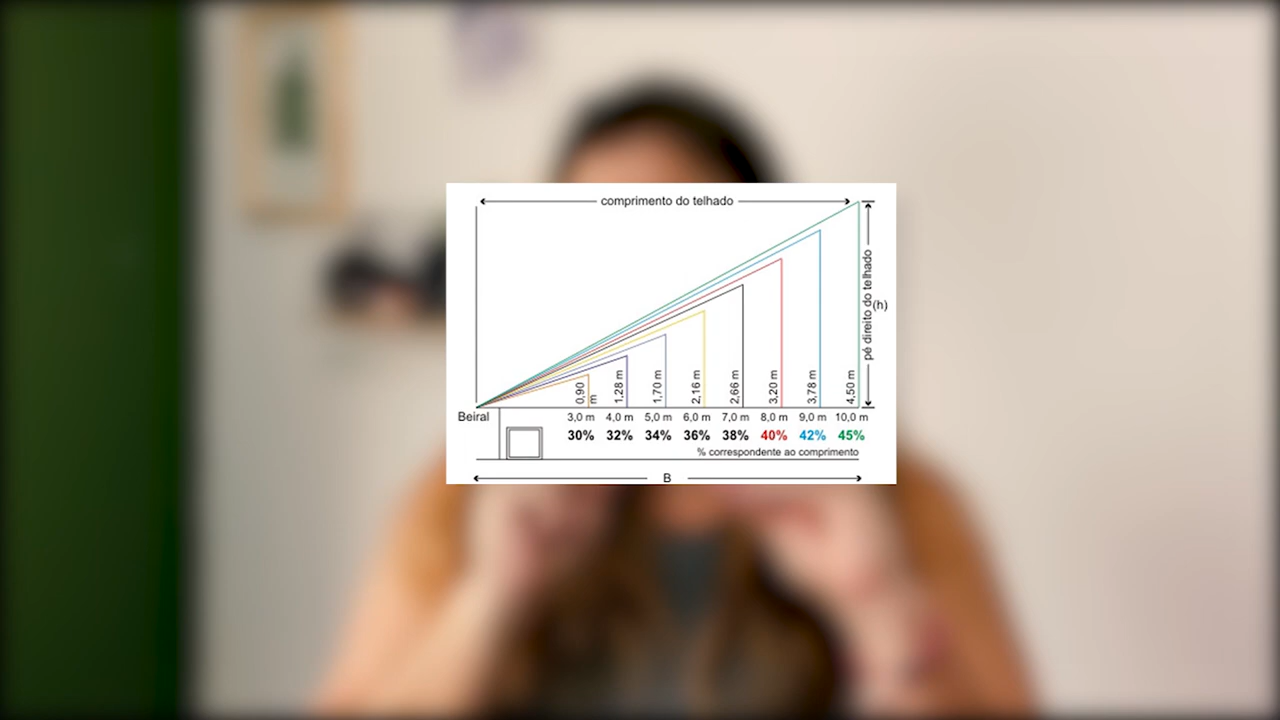 comprimento do telhado
pé direito do telhado
(h)
0,90 m
1,28 m
1,70 m
2,16 m
2,66 m
3,20 m
3,78 m
4,50 m
Beiral
3,0 m 4,0 m 5,0 m 6,0 m 7,0 m 8,0 m 9,0 m 10,0 m
30% 32% 34% 36% 38% 40% 42% 45%
% correspondente ao comprimento
B